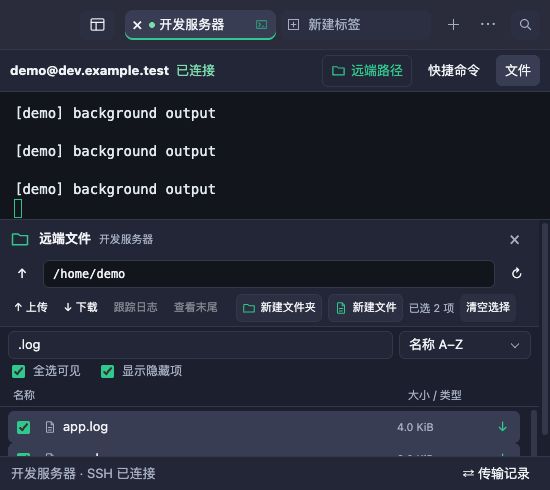 开发服务器 新建标签
demo@dev.example.test 已连接 远端路径 快捷命令 文件
[demo] background output
[demo] background output
[demo] background output
远端文件 开发服务器
/home/demo
上传 下载 跟踪日志 查看末尾 新建文件夹 新建文件 已选 2 项 清空选择
.log 名称 A–Z
全选可见 显示隐藏项
名称 大小 / 类型
app.log 4.0 KiB
开发服务器 · SSH 已连接 传输记录